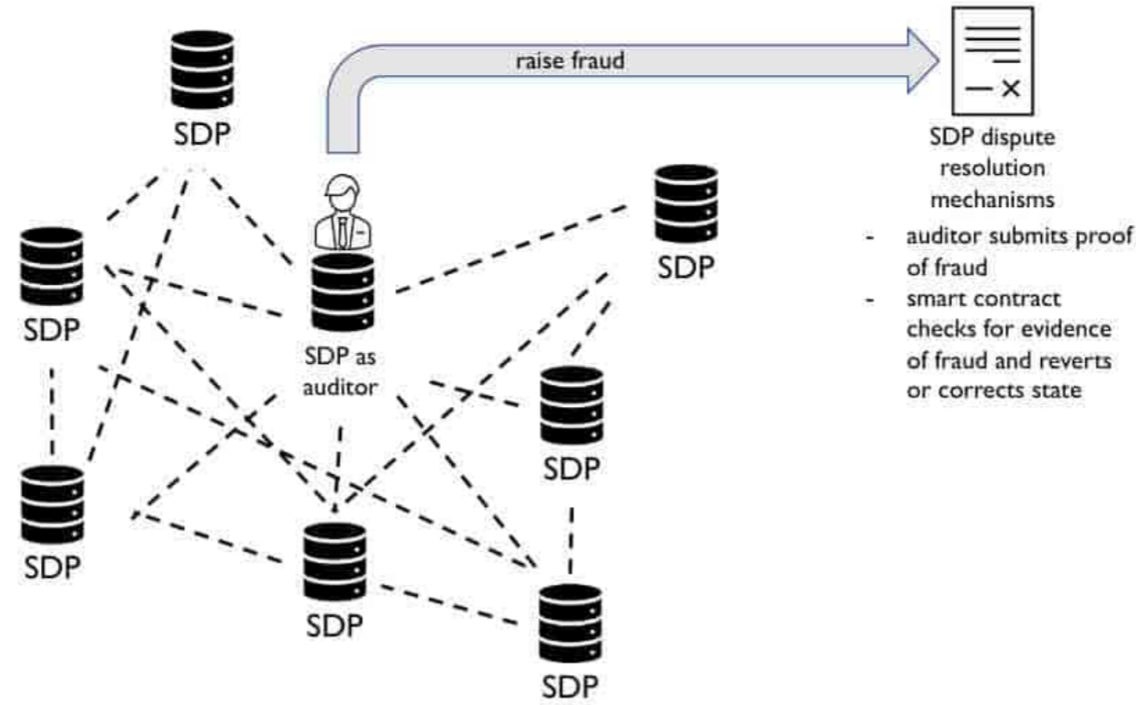 raise fraud
SDP
SDP dispute
resolution
mechanisms
- auditor submits proof
of fraud
- smart contract
checks for evidence
of fraud and reverts
or corrects state
SDP
SDP
SDP as
auditor
SDP
SDP
SDP
SDP